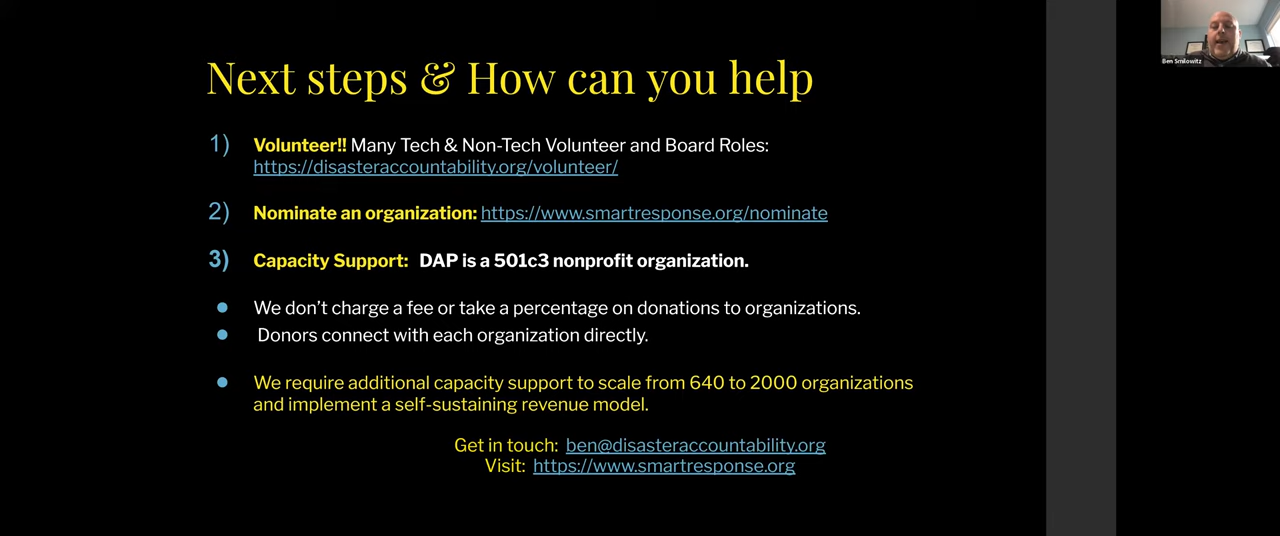 Next steps & How can you help
1) Volunteer!! Many Tech & Non-Tech Volunteer and Board Roles:
https://disasteraccountability.org/volunteer/
2) Nominate an organization: https://www.smartresponse.org/nominate
3) Capacity Support: DAP is a 501c3 nonprofit organization.
● We don't charge a fee or take a percentage on donations to organizations.
● Donors connect with each organization directly.
● We require additional capacity support to scale from 640 to 2000 organizations
and implement a self-sustaining revenue model.
Get in touch: ben@disasteraccountability.org
Visit: https://www.smartresponse.org
Ben Smilowitz